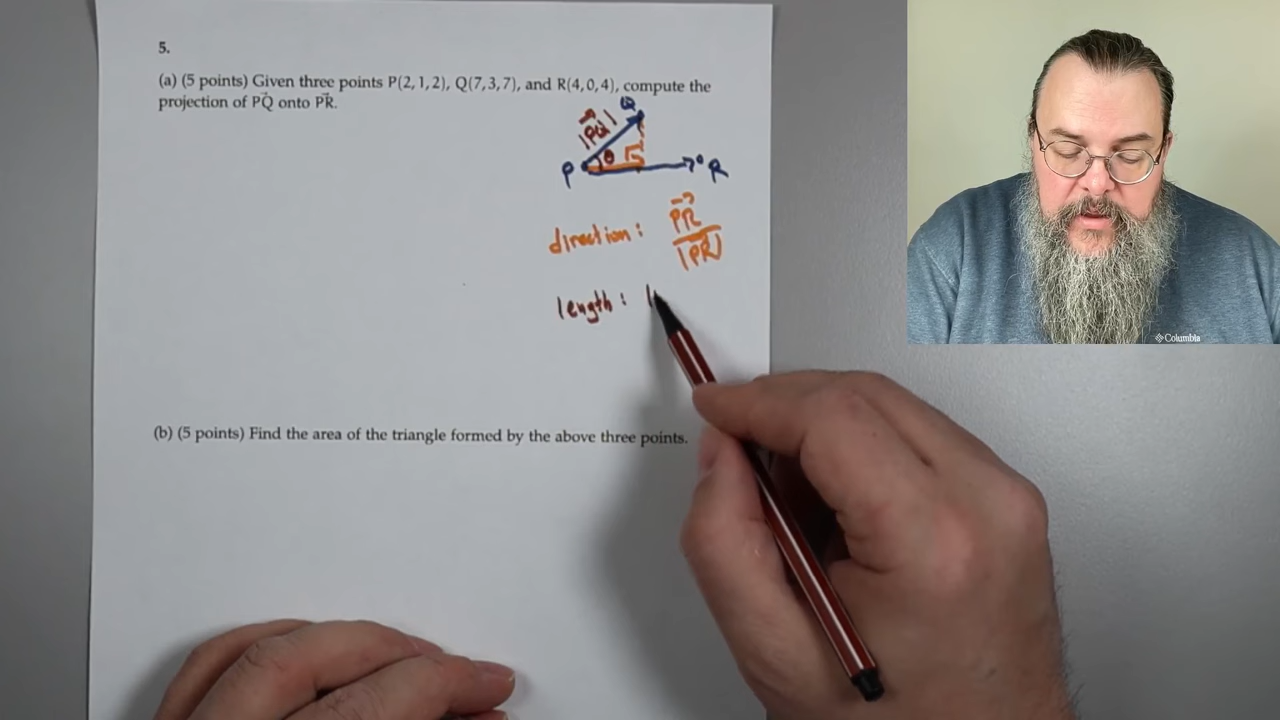 5.
(a) (5 points) Given three points P(2, 1, 2), Q(7, 3, 7), and R(4, 0, 4), compute the
projection of P⃗Q onto P⃗R.
Q
|P⃗Q|
θ
P
R
direction: P⃗R
|P⃗R|
length: |
(b) (5 points) Find the area of the triangle formed by the above three points.
Columbia